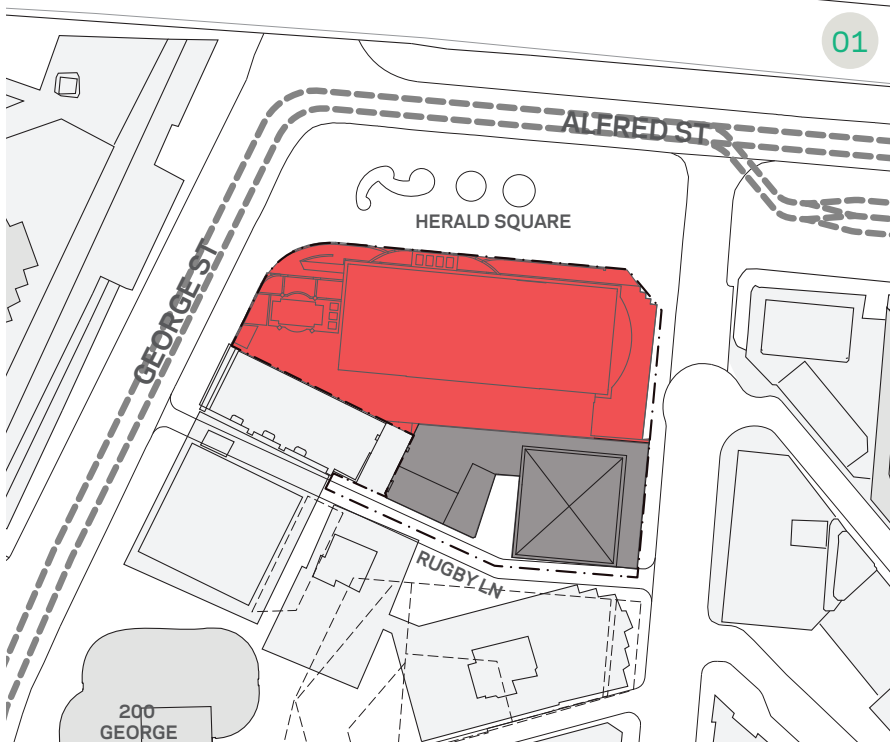 01
ALFRED ST
HERALD SQUARE
GEORGE ST
RUGBY LN
200
GEORGE